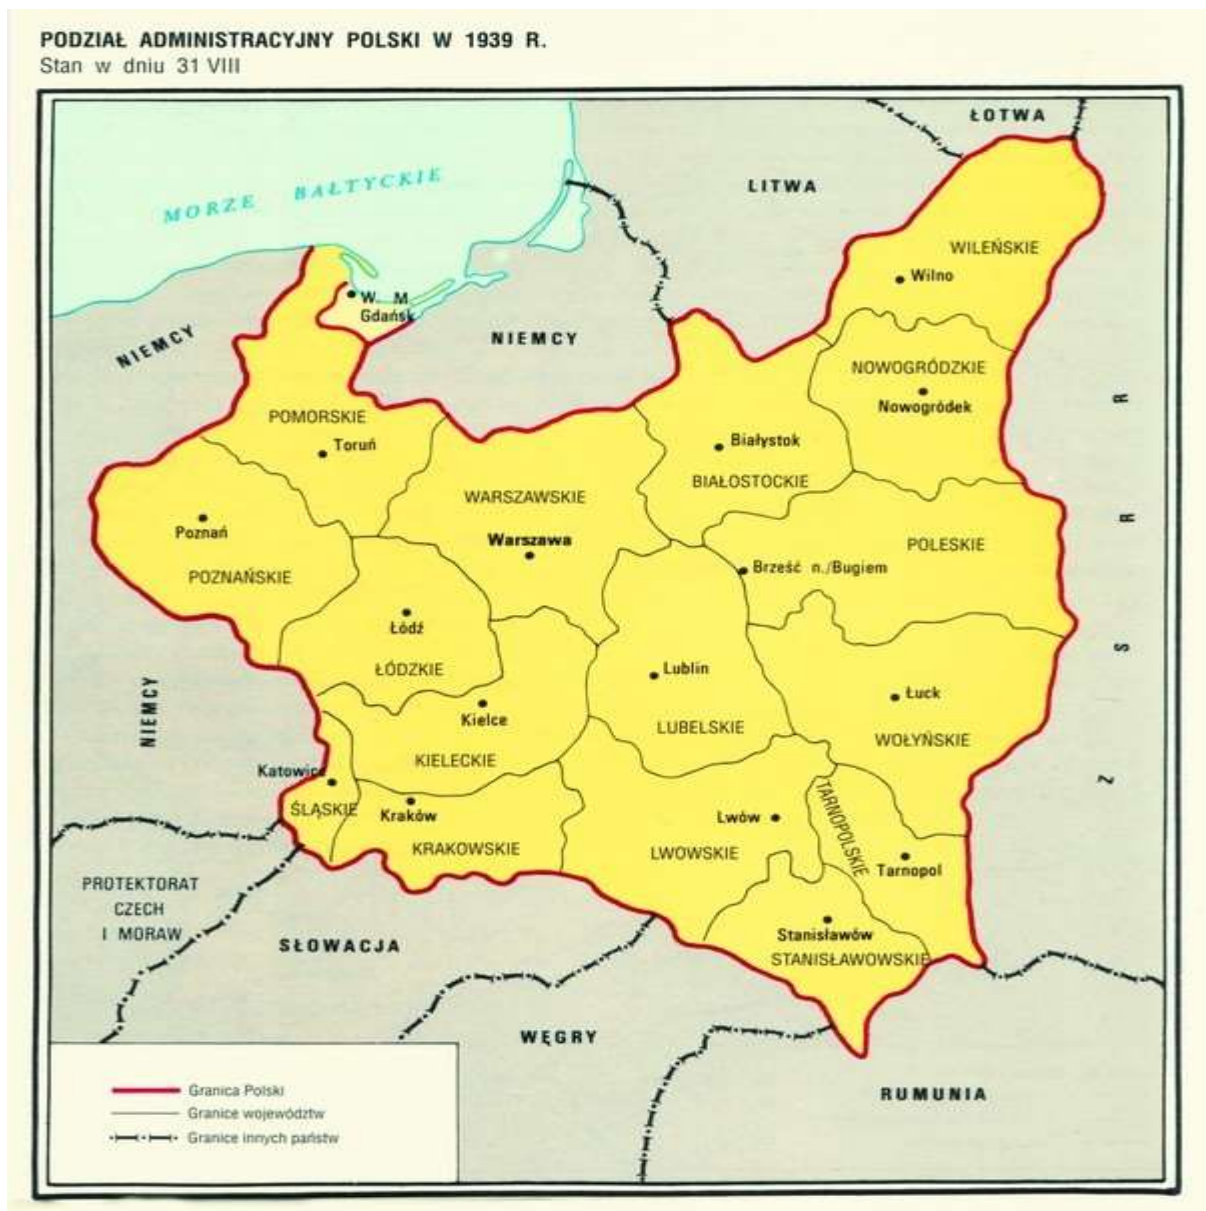 PODZIAŁ ADMINISTRACYJNY POLSKI W 1939 R.
Stan w dniu 31 VIII
ŁOTWA
LITWA
MORZE BAŁTYCKIE
WILEŃSKIE
Wilno
W. M
Gdańsk
NIEMCY
NIEMCY
NOWOGRÓDZKIE
Nowogródek
POMORSKIE
Toruń
Białystok
BIAŁOSTOCKIE
WARSZAWSKIE
Warszawa
Poznań
POZNAŃSKIE
POLESKIE
Brześć n./Bugiem
Łódź
ŁÓDZKIE
Lublin
LUBELSKIE
Łuck
WOŁYŃSKIE
Z S R R
NIEMCY
Kielce
KIELECKIE
Katowice
ŚLĄSKIE
Kraków
KRAKOWSKIE
Lwów
LWOWSKIE
TARNOPOLSKIE
Tarnopol
Stanisławów
STANISŁAWOWSKIE
PROTEKTORAT
CZECH
I MORAW
SŁOWACJA
WĘGRY
RUMUNIA
Granica Polski
Granice województw
Granice innych państw